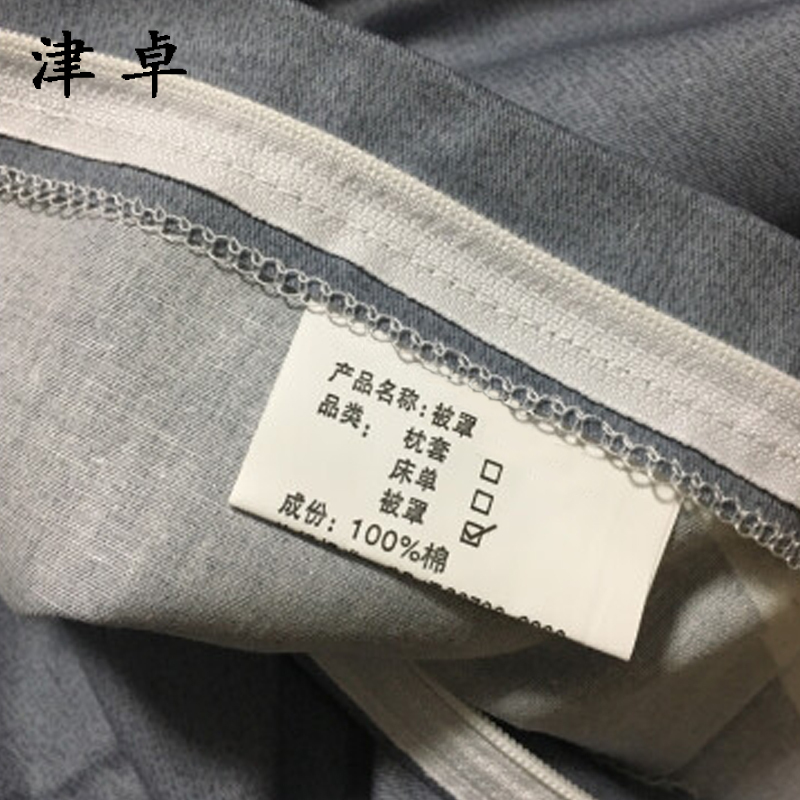 津卓
产品名称:被罩
品类: 枕套 □
床单 □
被罩 ☑
成份: 100%棉